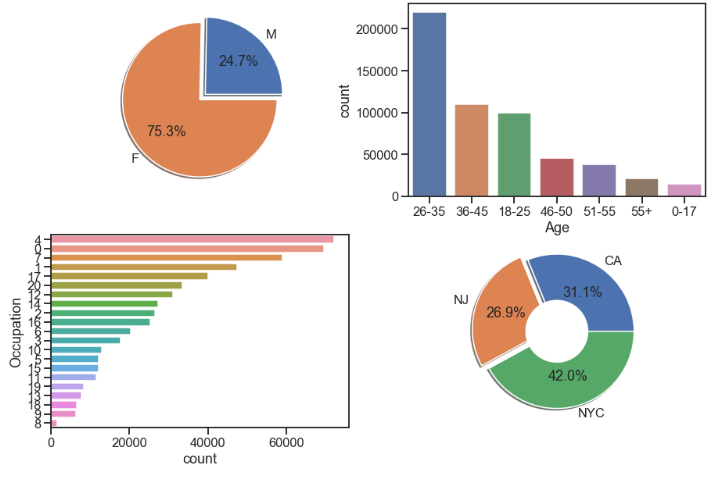 M
24.7%
75.3%
F
200000
150000
100000
50000
0
count
26-35 36-45 18-25 46-50 51-55 55+ 0-17
Age
4
0
7
1
17
20
12
14
2
16
6
3
10
5
15
11
19
13
18
9
8
Occupation
0 20000 40000 60000
count
CA
31.1%
NJ
26.9%
42.0%
NYC